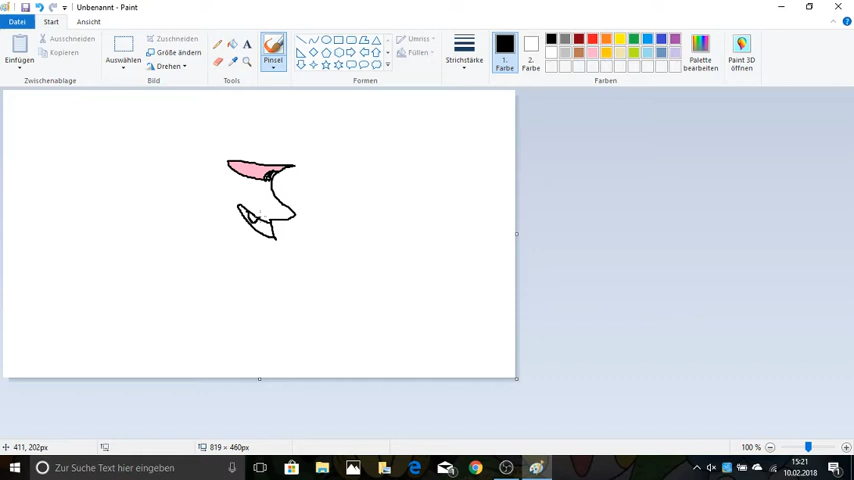 Unbenannt - Paint
Datei Start Ansicht
Einfügen
Ausschneiden
Kopieren
Zwischenablage
Auswählen
Zuschneiden
Größe ändern
Drehen
Bild
A
Tools
Pinsel
Umriss
Füllen
Formen
Strichstärke
1.
Farbe
2.
Farbe
Farben
Palette
bearbeiten
Paint 3D
öffnen
411, 202px
819 × 460px
100 %
Zur Suche Text hier eingeben
15:21
10.02.2018